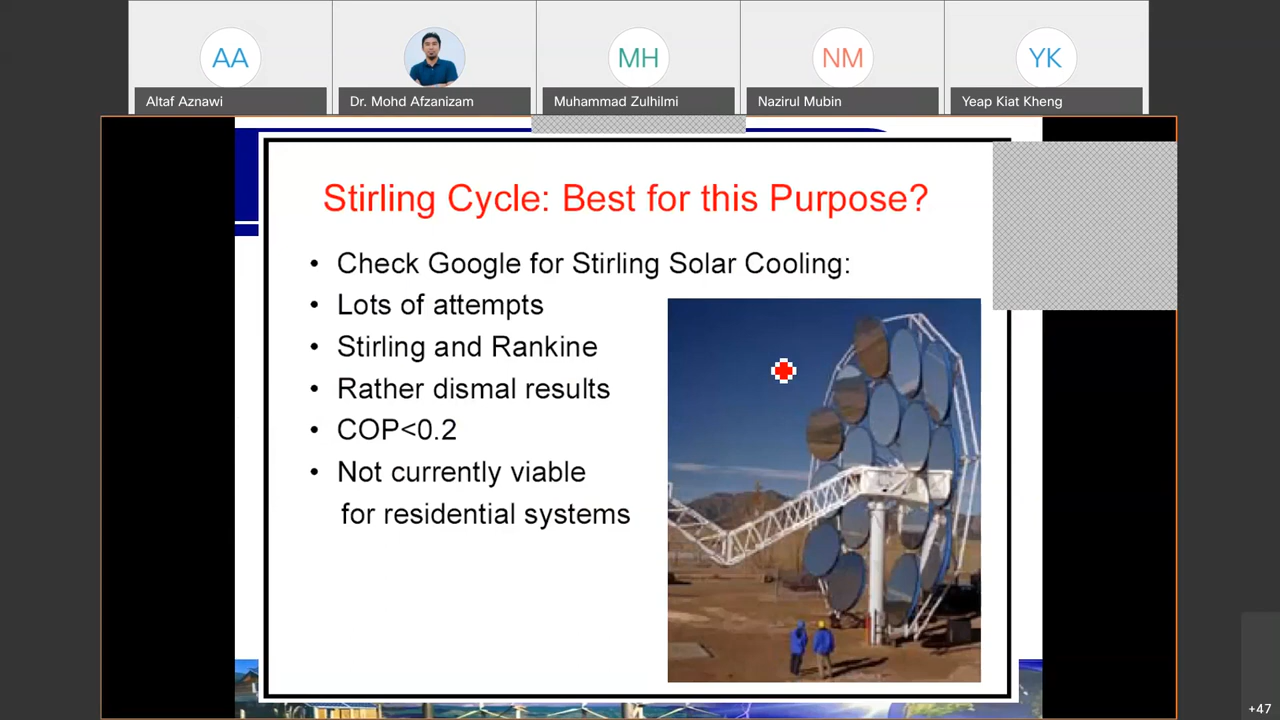 AA
MH
NM
YK
Altaf Aznawi
Dr. Mohd Afzanizam
Muhammad Zulhilmi
Nazirul Mubin
Yeap Kiat Kheng
Stirling Cycle: Best for this Purpose?
• Check Google for Stirling Solar Cooling:
• Lots of attempts
• Stirling and Rankine
• Rather dismal results
• COP<0.2
• Not currently viable
for residential systems
+47